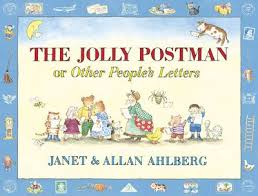 THE JOLLY POSTMAN
or Other People's Letters
JANET & ALLAN AHLBERG